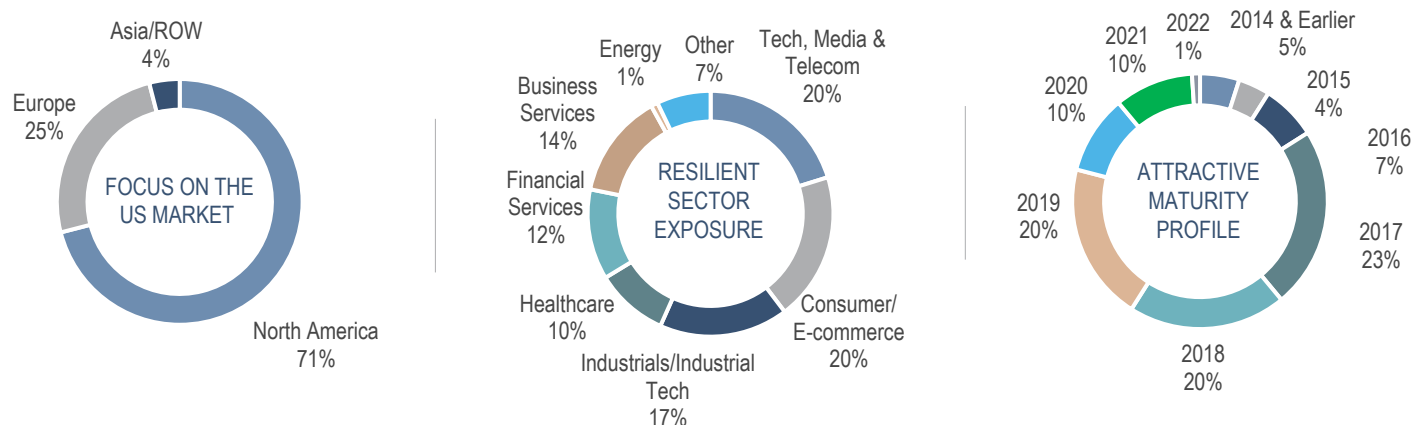 Asia/ROW
4%
Europe
25%
FOCUS ON THE
US MARKET
North America
71%
Energy
1%
Other
7%
Tech, Media &
Telecom
20%
Business
Services
14%
Financial
Services
12%
RESILIENT
SECTOR
EXPOSURE
Healthcare
10%
Consumer/
E-commerce
20%
Industrials/Industrial
Tech
17%
2021
10%
2022
1%
2014 & Earlier
5%
2015
4%
2020
10%
2016
7%
ATTRACTIVE
MATURITY
PROFILE
2019
20%
2017
23%
2018
20%